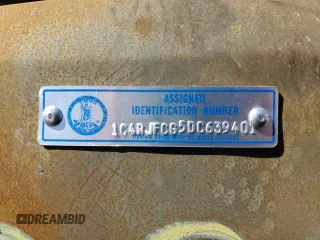 ASSIGNED
IDENTIFICATION NUMBER
1C4RJFCG5DC639401
DREAMBID